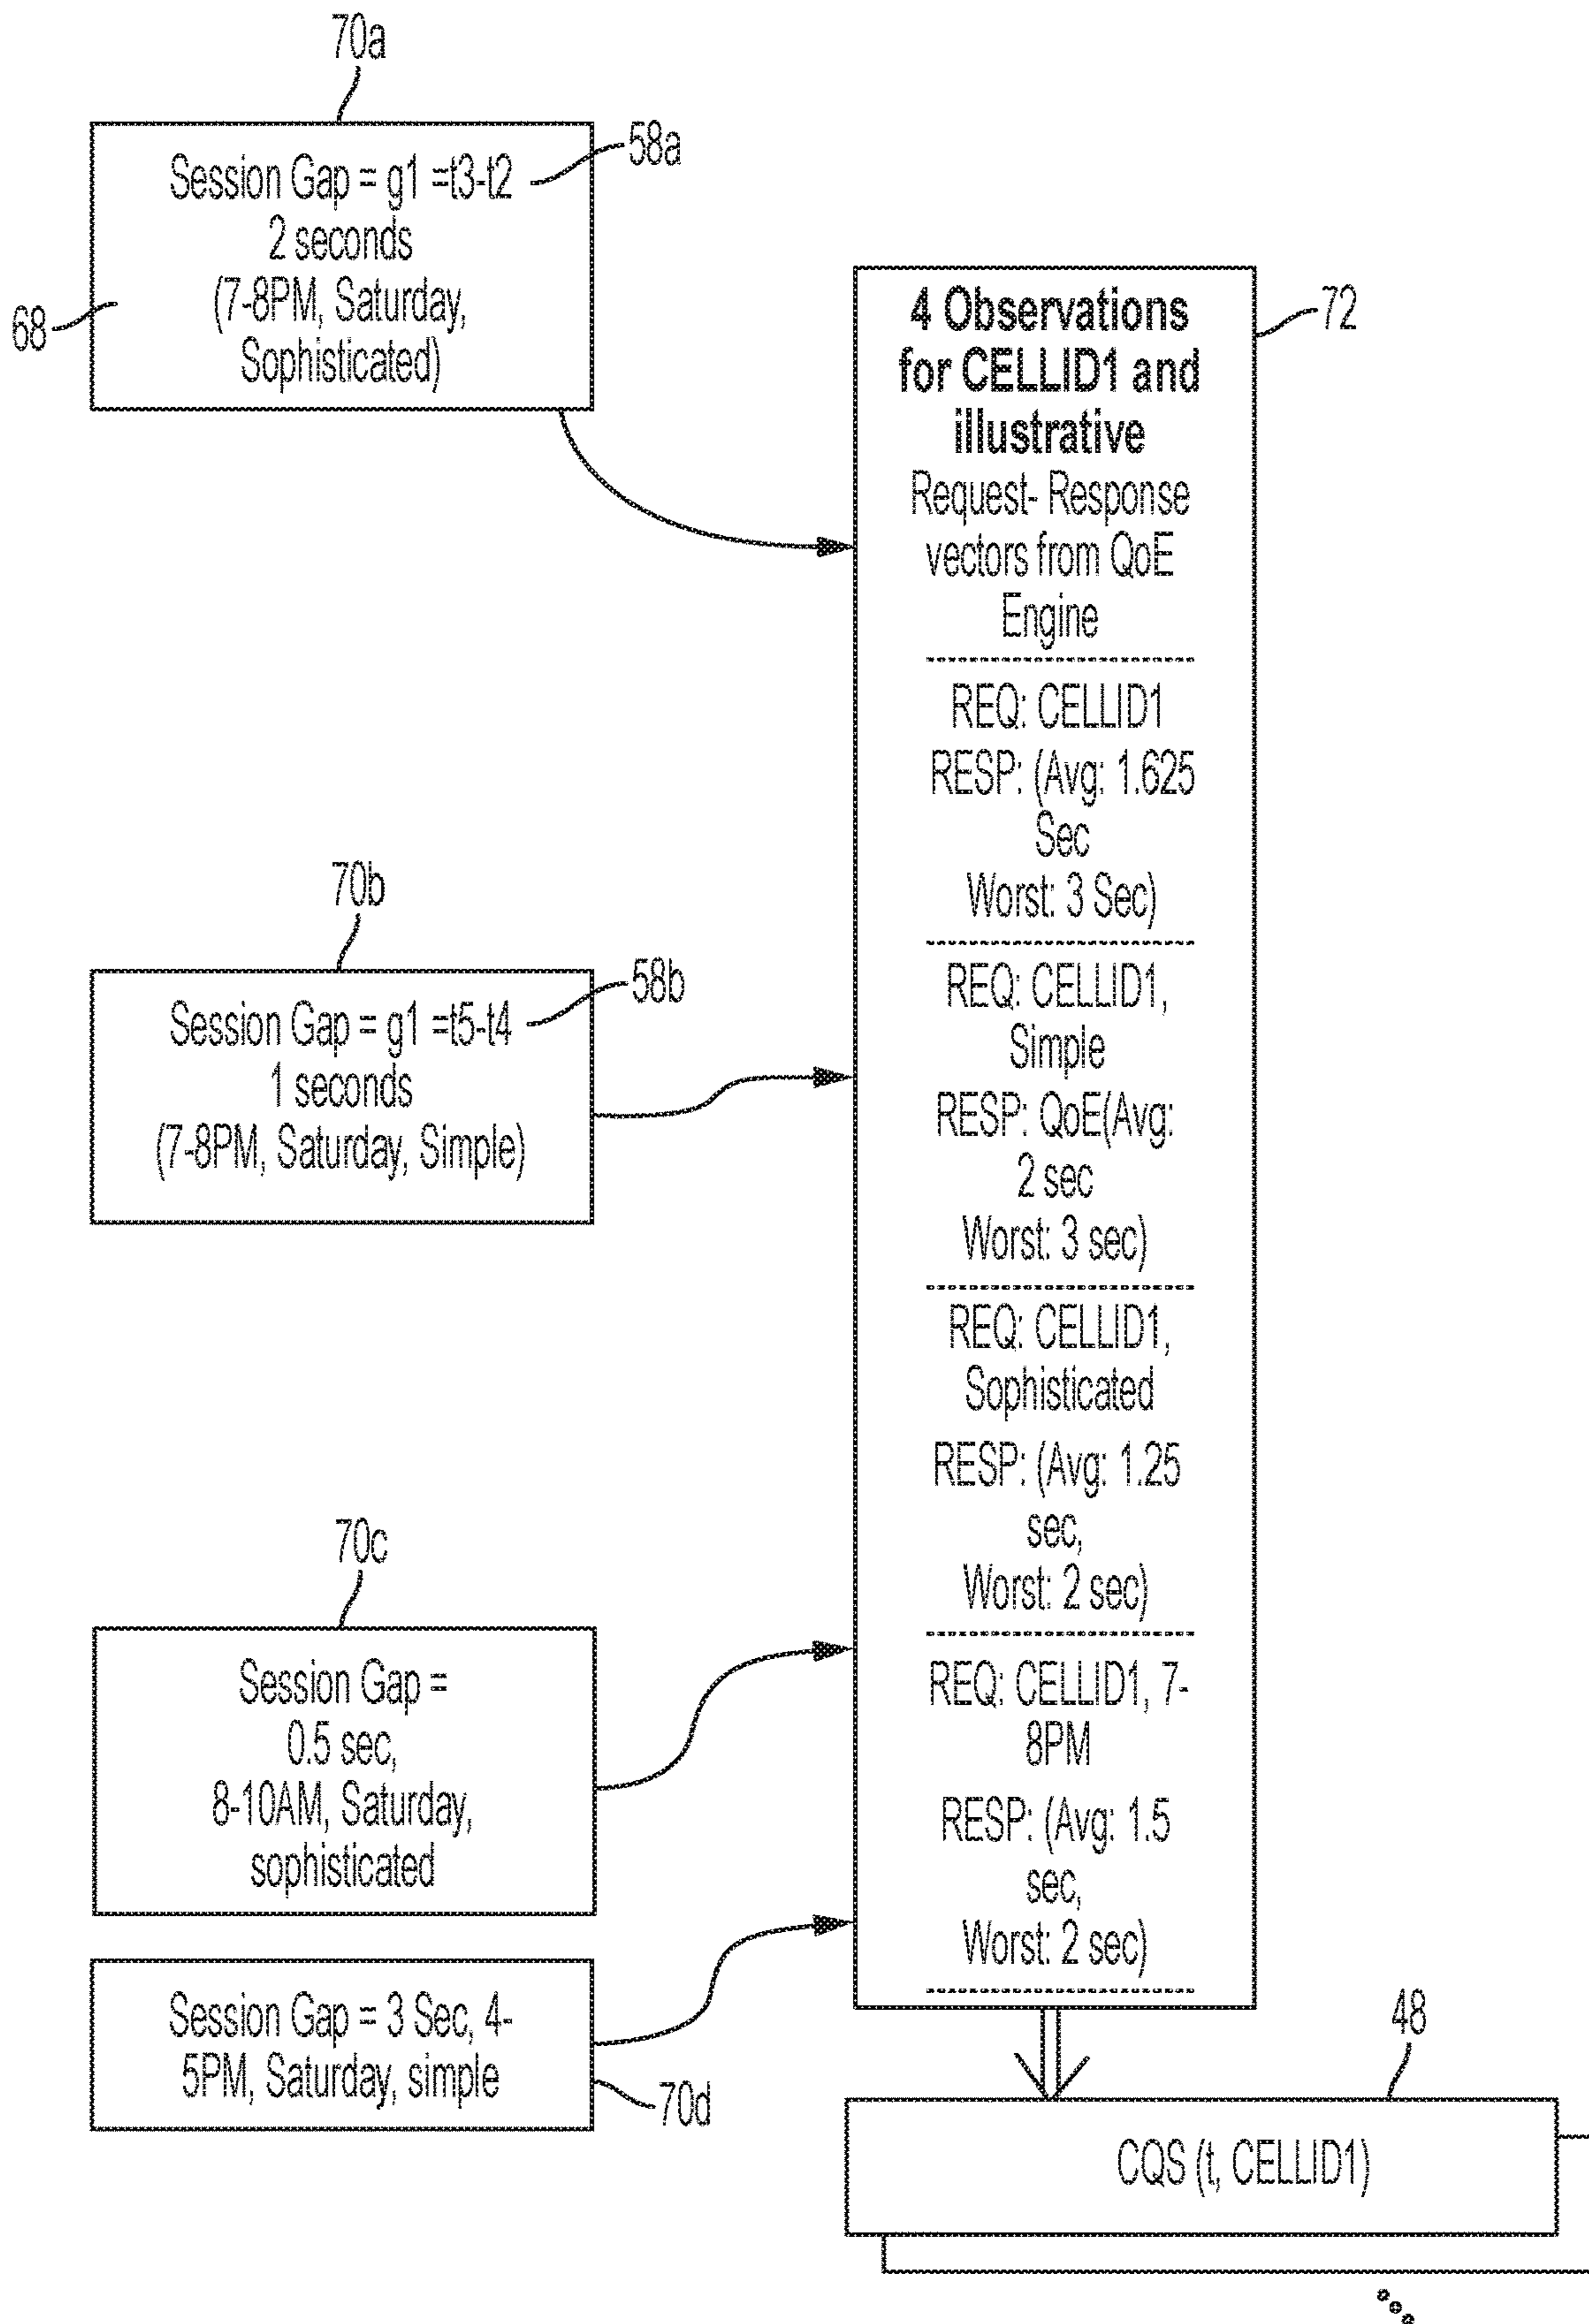 70a
Session Gap = g1 =t3-t2
58a
2 seconds
(7-8PM, Saturday,
Sophisticated)
68
70b
Session Gap = g1 =t5-t4
58b
1 seconds
(7-8PM, Saturday, Simple)
70c
Session Gap =
0.5 sec,
8-10AM, Saturday,
sophisticated
Session Gap = 3 Sec, 4-
5PM, Saturday, simple
70d
72
4 Observations
for CELLID1 and
illustrative
Request- Response
vectors from QoE
Engine
REQ: CELLID1
RESP: (Avg: 1.625
Sec
Worst: 3 Sec)
REQ: CELLID1,
Simple
RESP: QoE(Avg:
2 sec
Worst: 3 sec)
REQ: CELLID1,
Sophisticated
RESP: (Avg: 1.25
sec,
Worst: 2 sec)
REQ: CELLID1, 7-
8PM
RESP: (Avg: 1.5
sec,
Worst: 2 sec)
48
CQS (t, CELLID1)